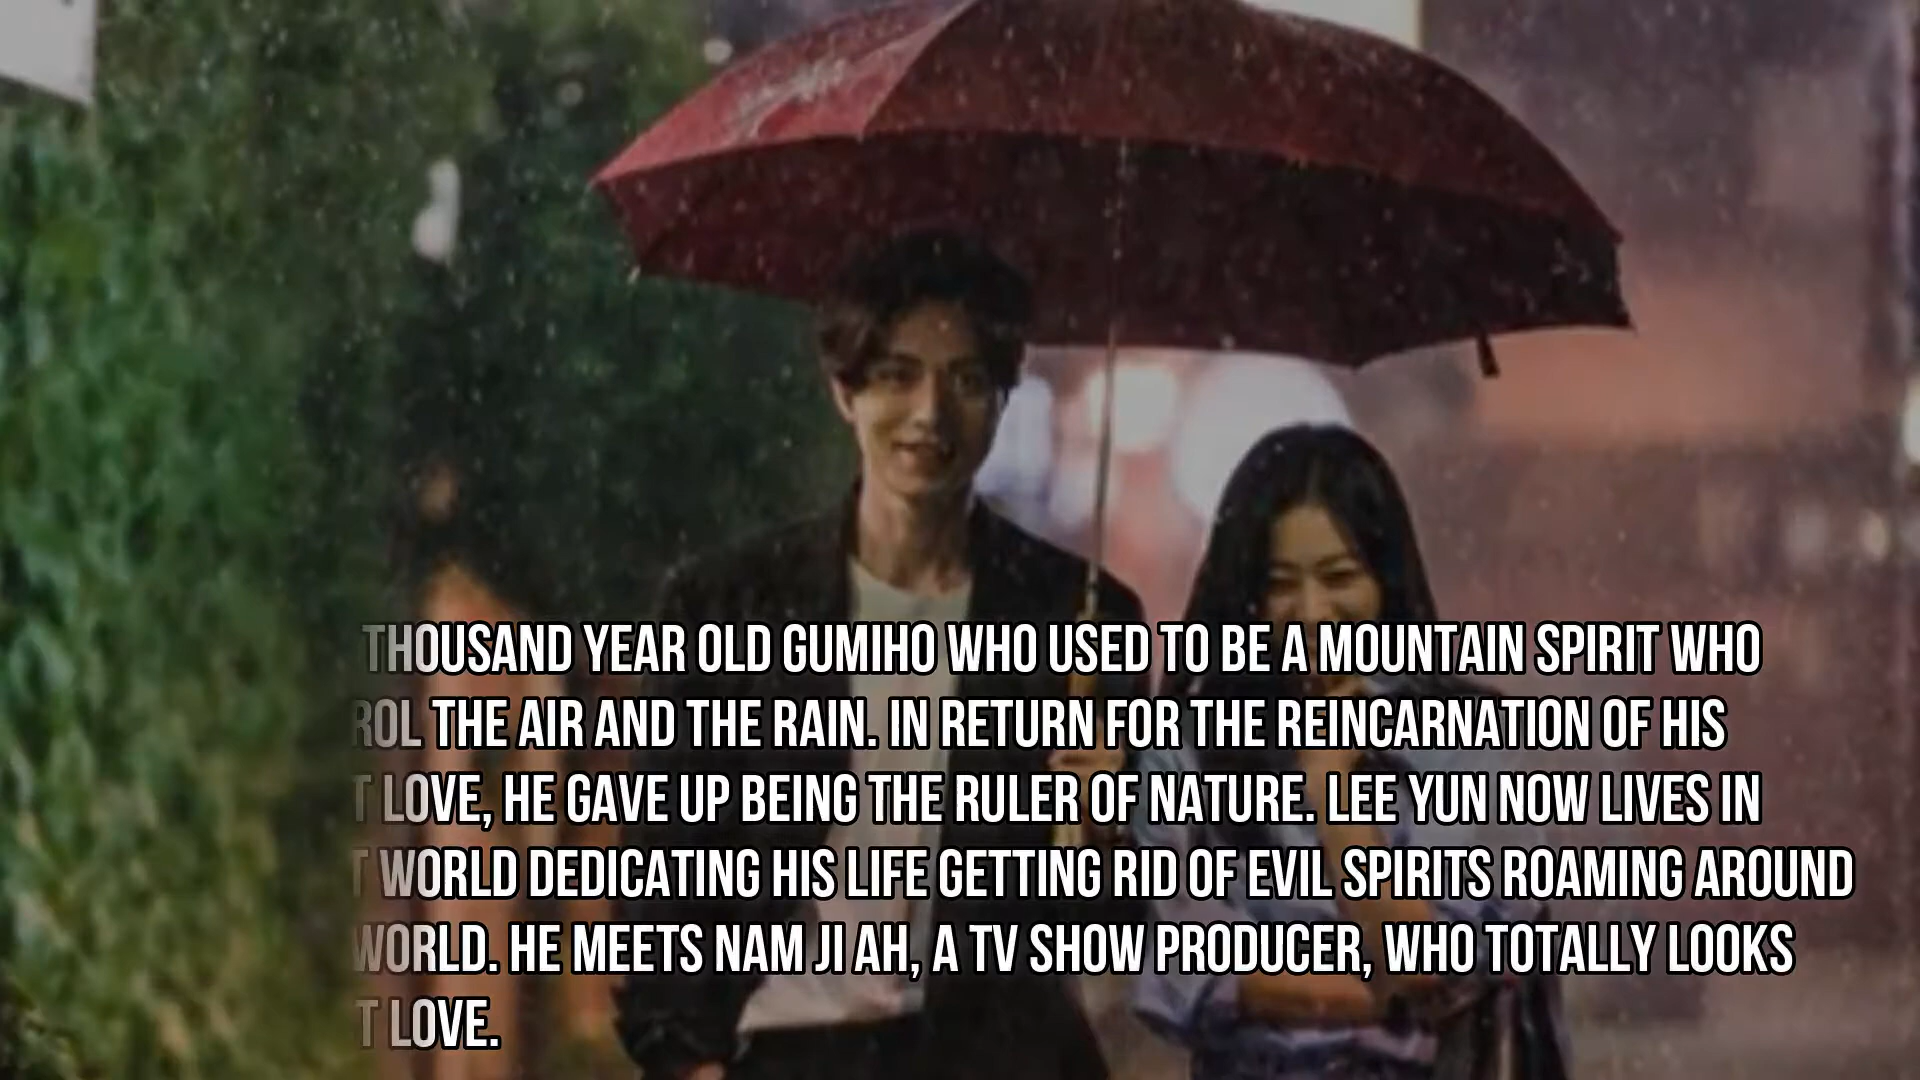 THOUSAND YEAR OLD GUMIHO WHO USED TO BE A MOUNTAIN SPIRIT WHO
THE AIR AND THE RAIN. IN RETURN FOR THE REINCARNATION OF HIS
LOVE, HE GAVE UP BEING THE RULER OF NATURE. LEE YUN NOW LIVES IN
WORLD DEDICATING HIS LIFE GETTING RID OF EVIL SPIRITS ROAMING AROUND
WORLD. HE MEETS NAM JI AH, A TV SHOW PRODUCER, WHO TOTALLY LOOKS
LOVE.